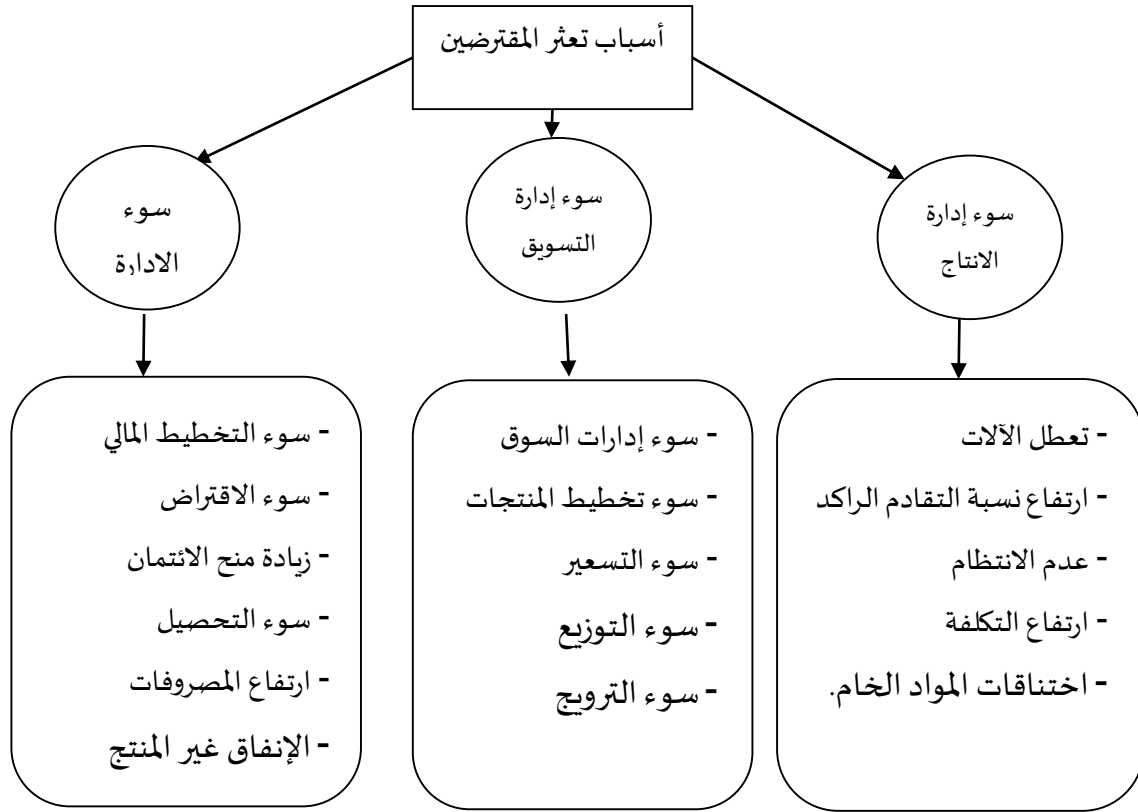 أسباب تعثر المقترضين
سوء إدارة
الانتاج
سوء إدارة
التسويق
سوء
الادارة
- تعطل الآلات
- ارتفاع نسبة التقادم الراكد
- عدم الانتظام
- ارتفاع التكلفة
- اختناقات المواد الخام.
- سوء إدارات السوق
- سوء تخطيط المنتجات
- سوء التسعير
- سوء التوزيع
- سوء الترويج
- سوء التخطيط المالي
- سوء الاقتراض
- زيادة منح الائتمان
- سوء التحصيل
- ارتفاع المصروفات
- الإنفاق غير المنتج